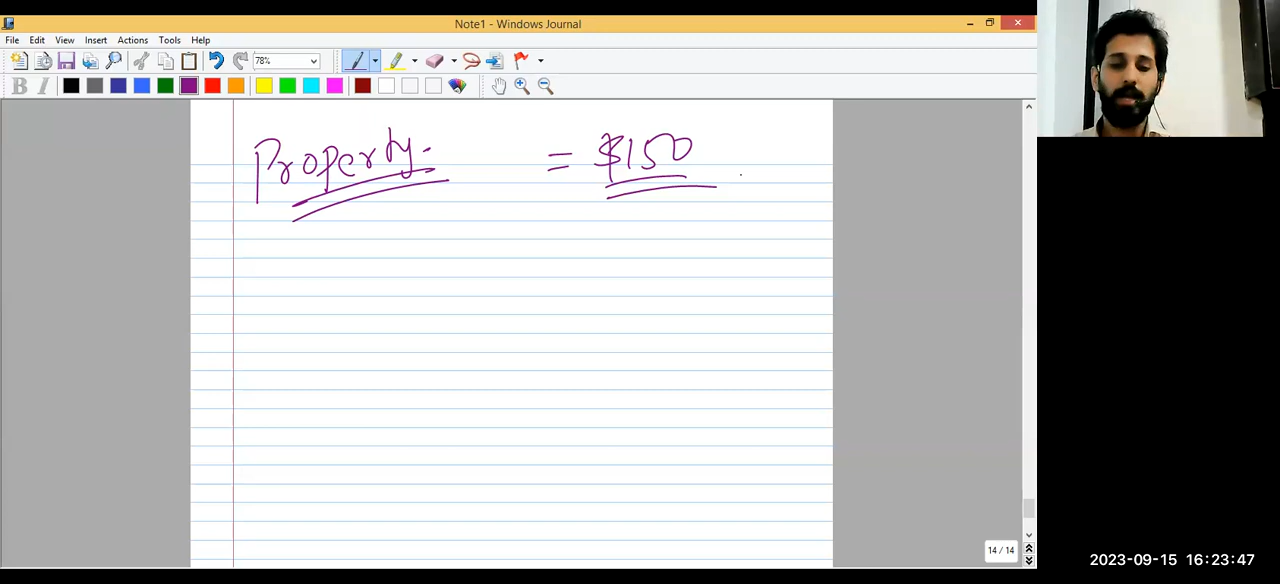 Note1 - Windows Journal
File Edit View Insert Actions Tools Help
78%
B I
Property. = $150
14 / 14
2023-09-15 16:23:47